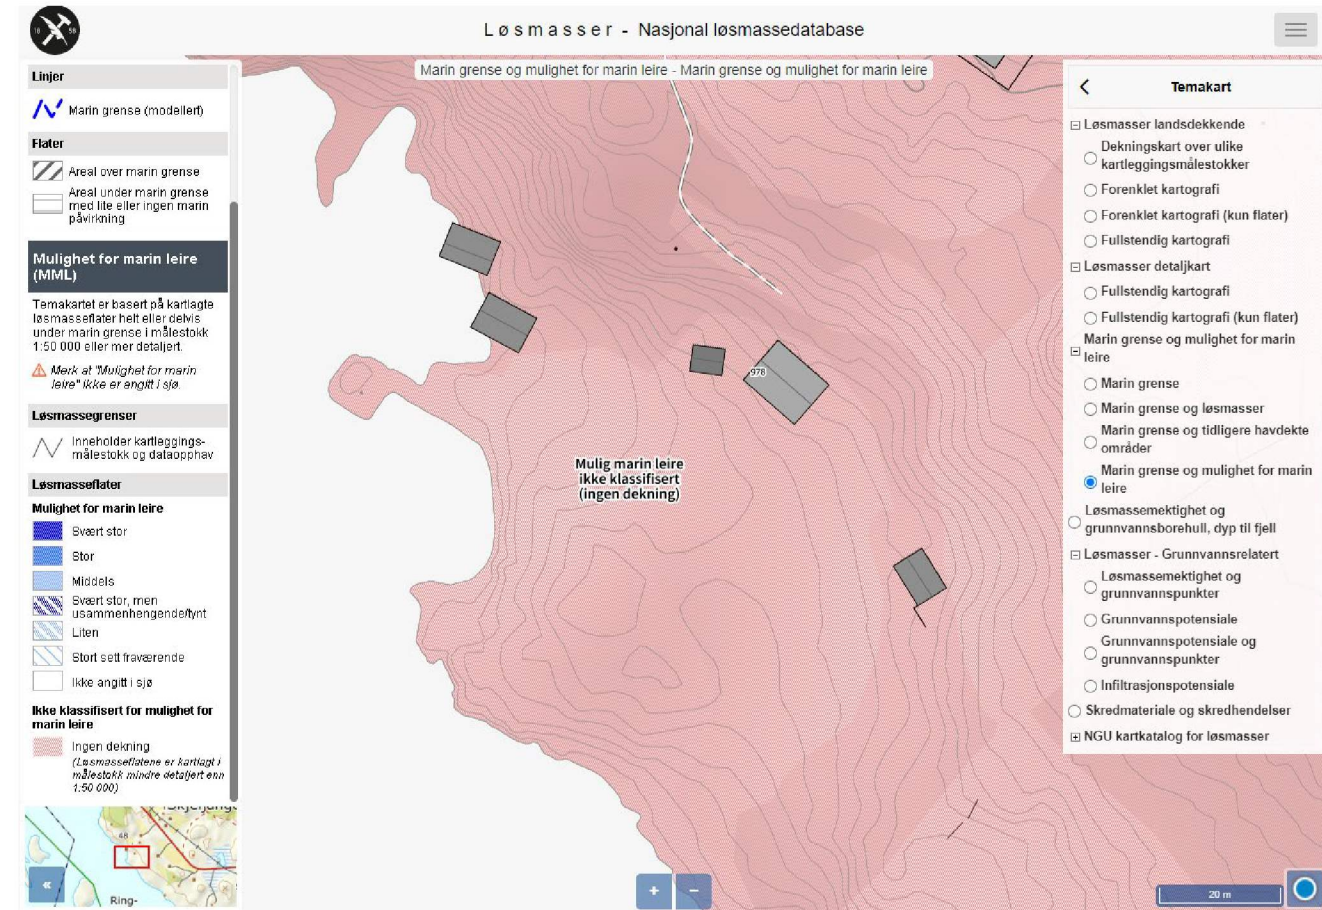 18 58
Løsmasser - Nasjonal løsmassedatabase
Marin grense og mulighet for marin leire - Marin grense og mulighet for marin leire
Linjer
Marin grense (modellert)
Flater
Areal over marin grense
Areal under marin grense
med lite eller ingen marin
påvirkning
Mulighet for marin leire
(MML)
Temakartet er basert på kartlagte
løsmasseflater helt eller delvis
under marin grense i målestokk
1:50 000 eller mer detaljert.
Merk at "Mulighet for marin
leire" ikke er angitt i sjø.
Løsmassegrenser
Inneholder kartleggings-
målestokk og dataopphav
Løsmasseflater
Mulighet for marin leire
Svært stor
Stor
Middels
Svært stor, men
usammenhengende/tynt
Liten
Stort sett fraværende
Ikke angitt i sjø
Ikke klassifisert for mulighet for
marin leire
Ingen dekning
(Løsmasseflatene er kartlagt i
målestokk mindre detaljert enn
1:50 000)
48
Ring-
«
978
Mulig marin leire
ikke klassifisert
(ingen dekning)
+ −
20 m
Temakart
Løsmasser landsdekkende
Dekningskart over ulike
kartleggingsmålestokker
Forenklet kartografi
Forenklet kartografi (kun flater)
Fullstendig kartografi
Løsmasser detaljkart
Fullstendig kartografi
Fullstendig kartografi (kun flater)
Marin grense og mulighet for marin
leire
Marin grense
Marin grense og løsmasser
Marin grense og tidligere havdekte
områder
Marin grense og mulighet for marin
leire
Løsmassemektighet og
grunnvannsborehull, dyp til fjell
Løsmasser - Grunnvannsrelatert
Løsmassemektighet og
grunnvannspunkter
Grunnvannspotensiale
Grunnvannspotensiale og
grunnvannspunkter
Infiltrasjonspotensiale
Skredmateriale og skredhendelser
NGU kartkatalog for løsmasser